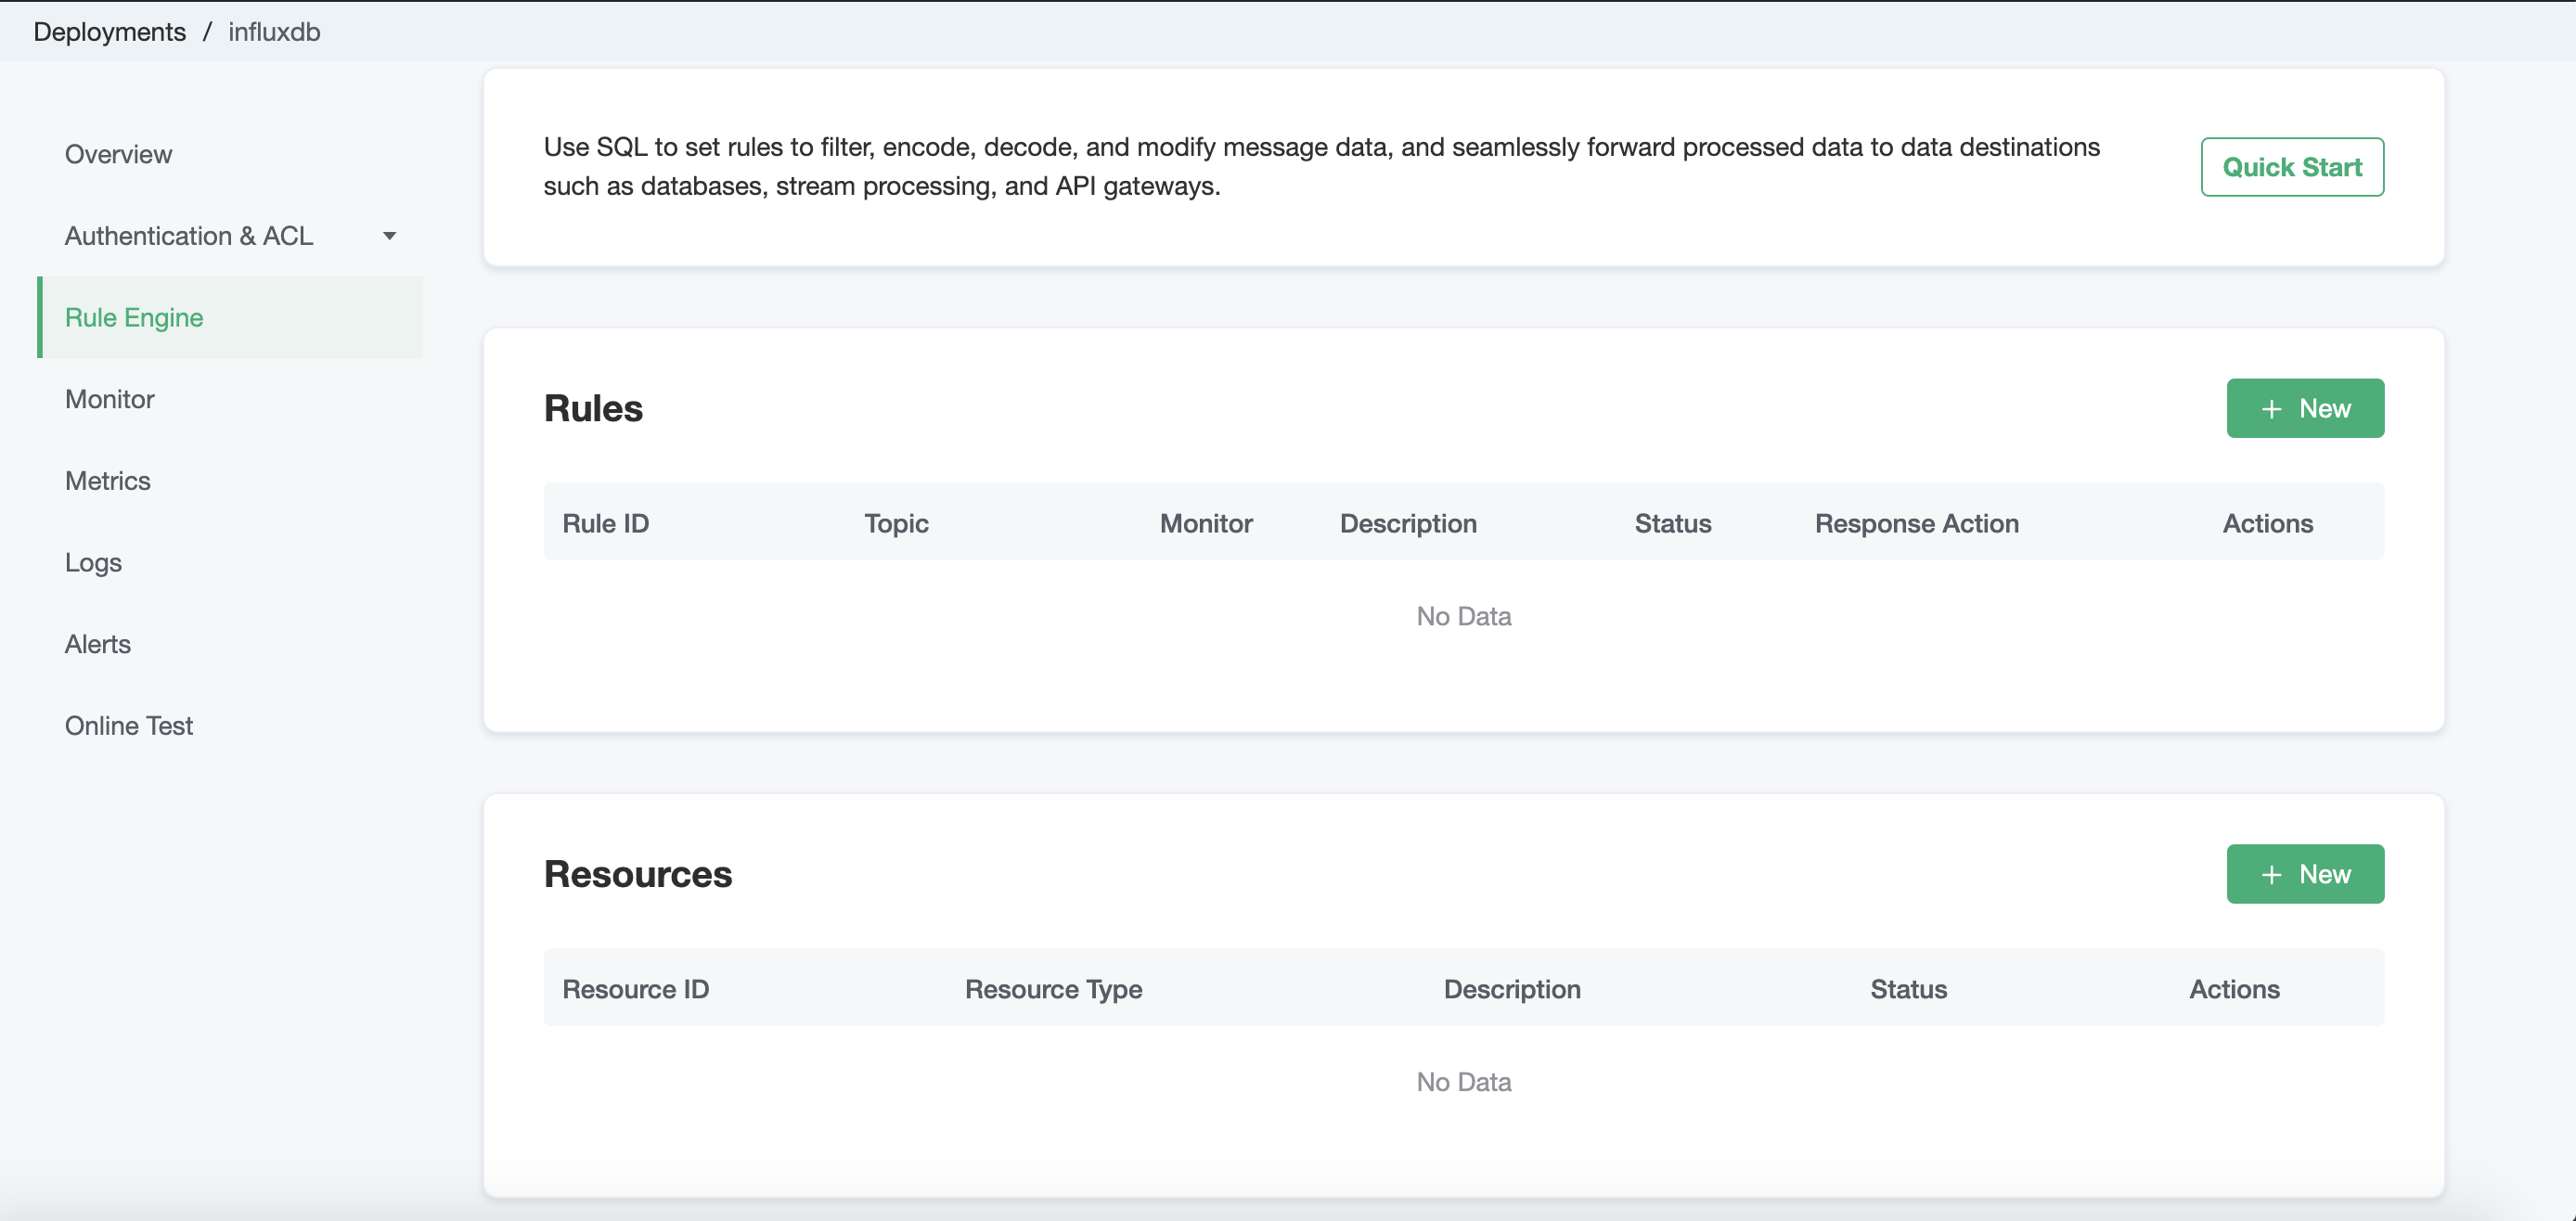 Deployments / influxdb
Overview
Authentication & ACL
Rule Engine
Monitor
Metrics
Logs
Alerts
Online Test
Use SQL to set rules to filter, encode, decode, and modify message data, and seamlessly forward processed data to data destinations
such as databases, stream processing, and API gateways.
Quick Start
Rules
+ New
Rule ID Topic Monitor Description Status Response Action Actions
No Data
Resources
+ New
Resource ID Resource Type Description Status Actions
No Data